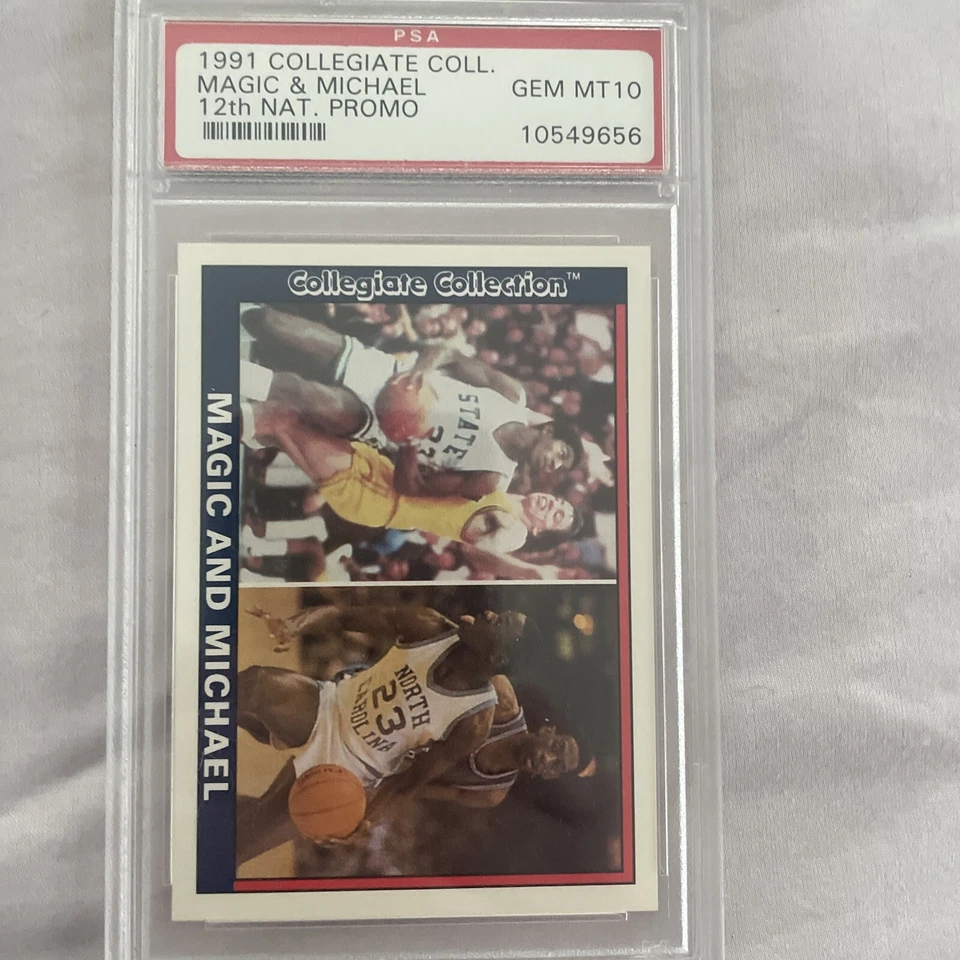 PSA
1991 COLLEGIATE COLL.
MAGIC & MICHAEL GEM MT10
12th NAT. PROMO
10549656
Collegiate Collection™
MAGIC AND MICHAEL
STATE
NORTH
23
CAROLINA